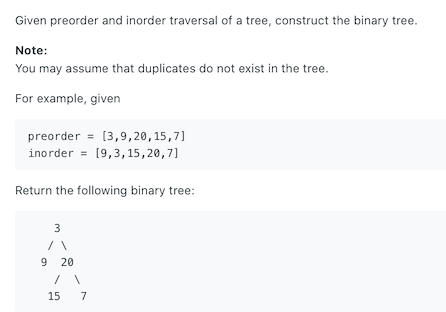 Given preorder and inorder traversal of a tree, construct the binary tree.
Note:
You may assume that duplicates do not exist in the tree.
For example, given
preorder = [3,9,20,15,7]
inorder = [9,3,15,20,7]
Return the following binary tree:
3
/ \
9 20
/ \
15 7